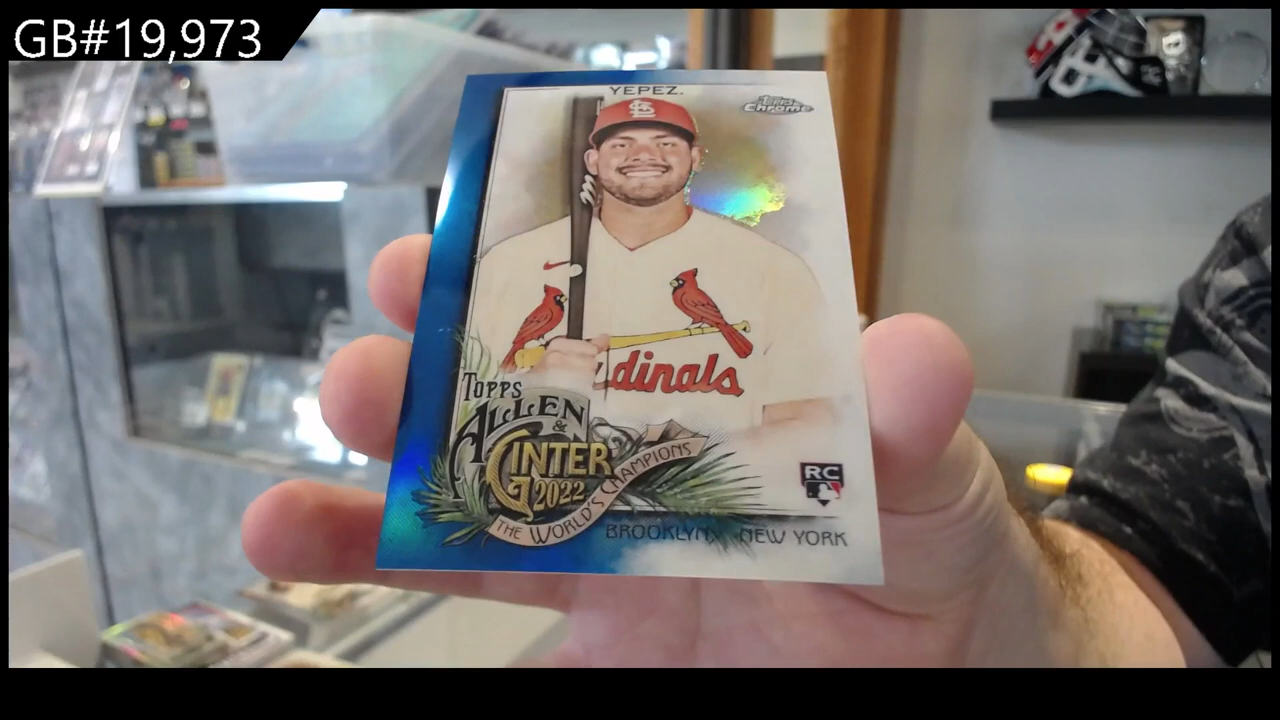 GB#19,973
YEPEZ.
Topps
Chrome
dinals
TOPPS
ALLEN
&
GINTER
2022
THE WORLD'S CHAMPIONS
RC
BROOKLYN, NEW YORK